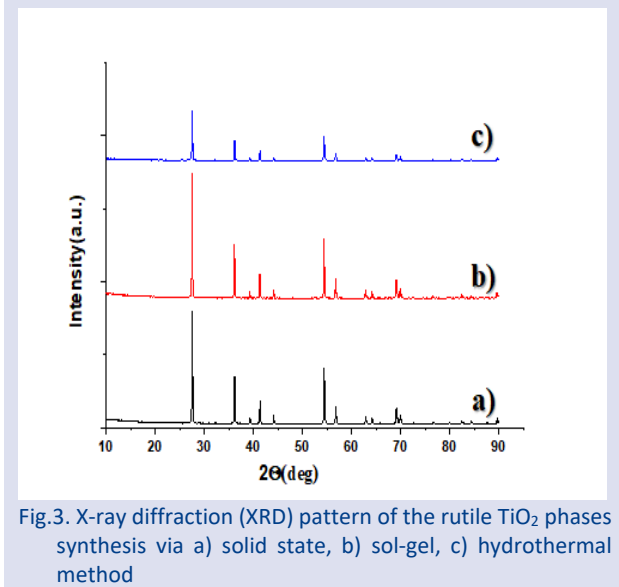 c)
b)
a)
Intensity(a.u.)
10 20 30 40 50 60 70 80 90
2Θ(deg)
Fig.3. X-ray diffraction (XRD) pattern of the rutile TiO₂ phases
synthesis via a) solid state, b) sol-gel, c) hydrothermal
method